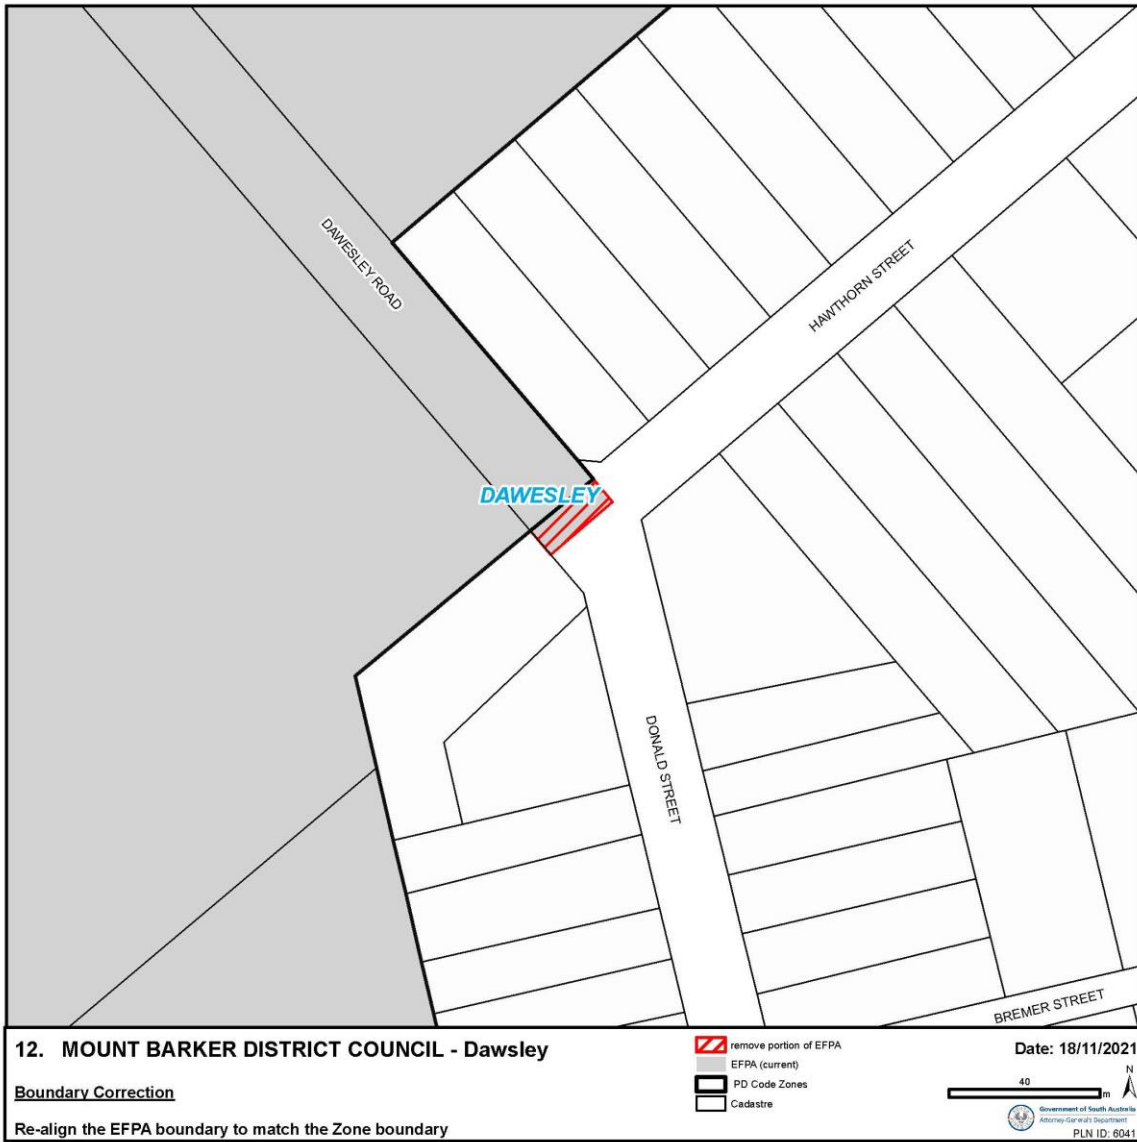 DAWESLEY ROAD
HAWTHORN STREET
DAWESLEY
DONALD STREET
BREMER STREET
12. MOUNT BARKER DISTRICT COUNCIL - Dawsley
Boundary Correction
Re-align the EFPA boundary to match the Zone boundary
remove portion of EFPA
EFPA (current)
PD Code Zones
Cadastre
Date: 18/11/2021
N
40
m
Government of South Australia
Attorney-General's Department
PLN ID: 6041